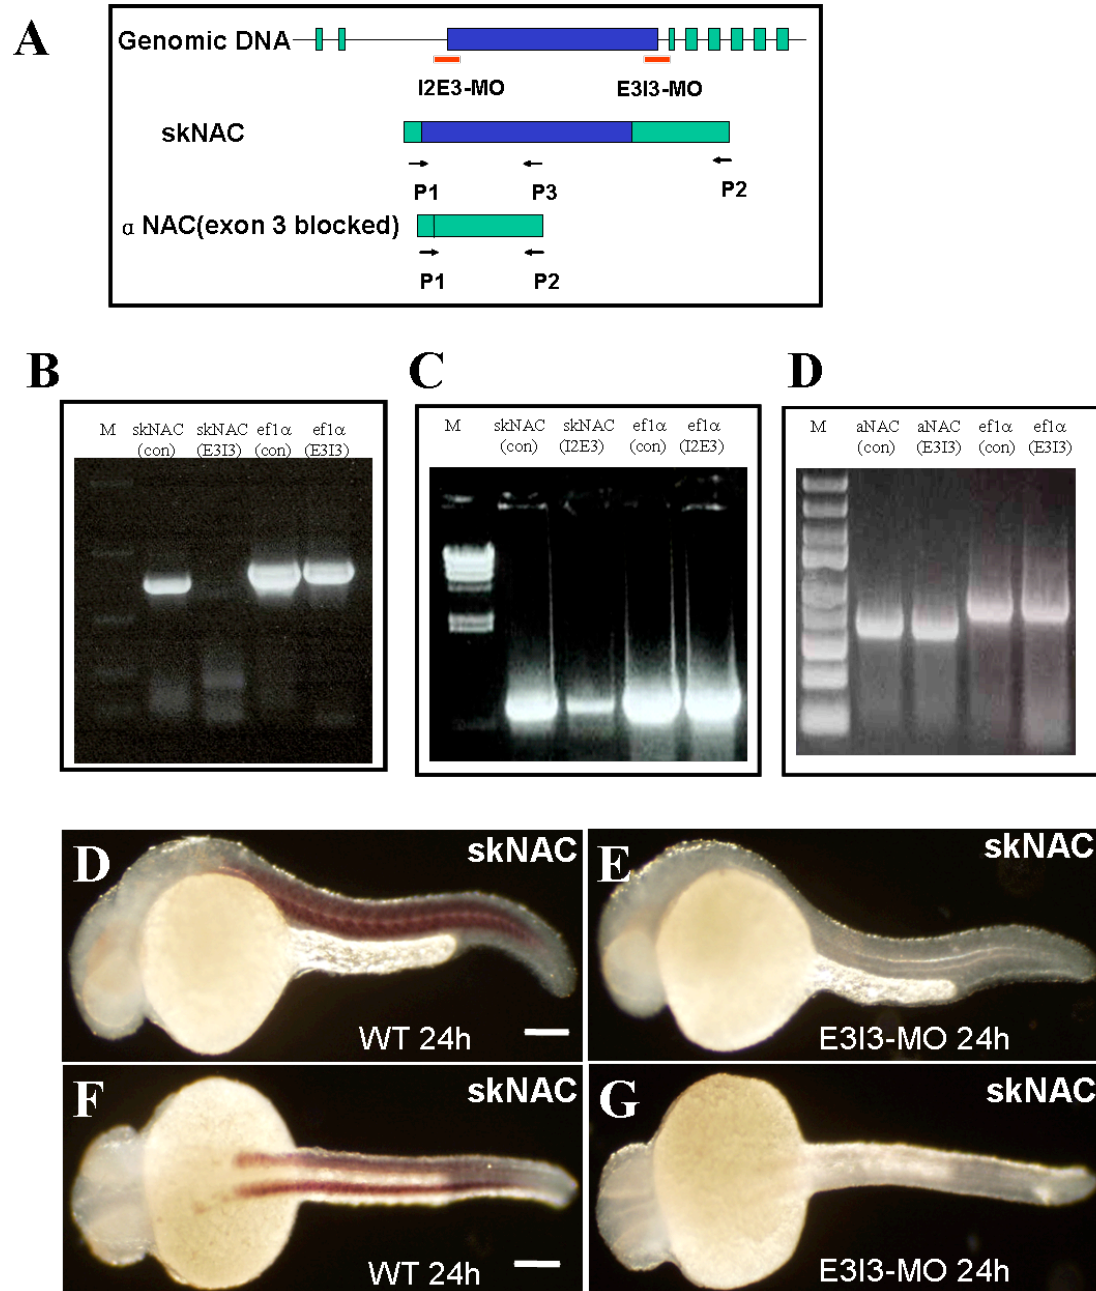 A
Genomic DNA
I2E3-MO E3I3-MO
skNAC
P1 P3 P2
α NAC(exon 3 blocked)
P1 P2
B
M skNAC skNAC ef1α ef1α
(con) (E3I3) (con) (E3I3)
C
M skNAC skNAC ef1α ef1α
(con) (I2E3) (con) (I2E3)
D
M aNAC aNAC ef1α ef1α
(con) (E3I3) (con) (E3I3)
D skNAC
WT 24h
E skNAC
E3I3-MO 24h
F skNAC
WT 24h
G skNAC
E3I3-MO 24h